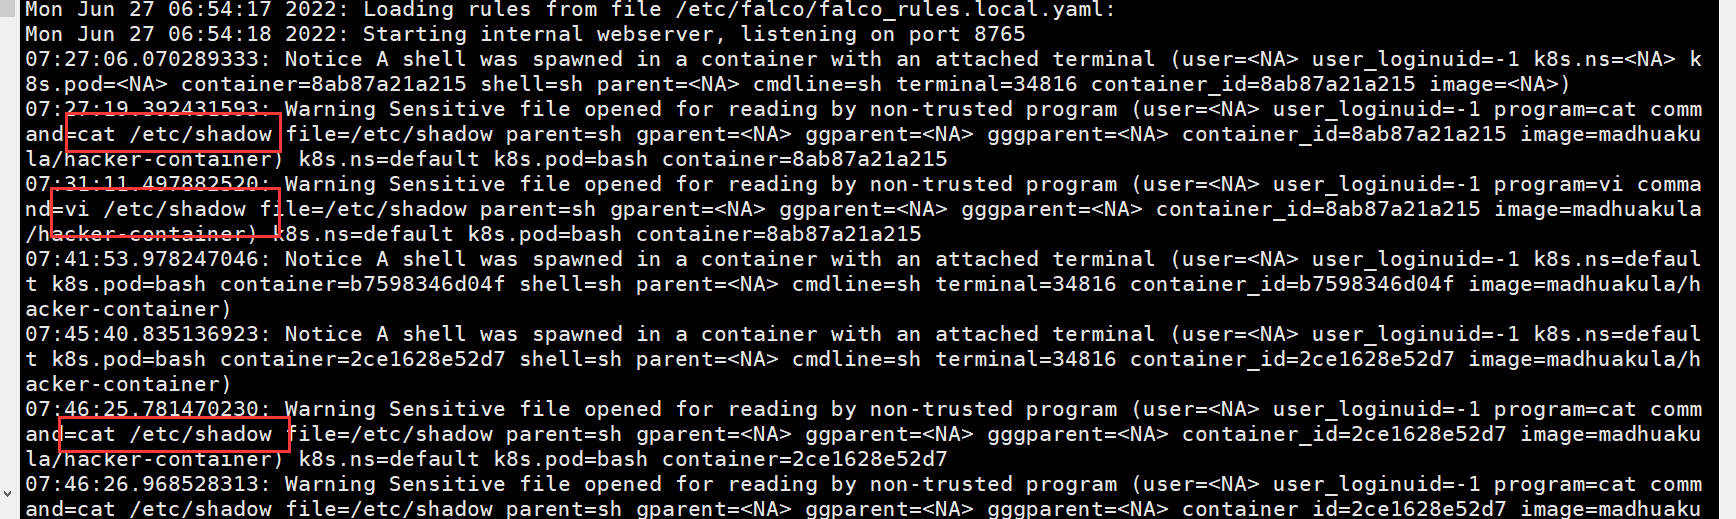 Mon Jun 27 06:54:17 2022: Loading rules from file /etc/falco/falco_rules.local.yaml:
Mon Jun 27 06:54:18 2022: Starting internal webserver, listening on port 8765
07:27:06.070289333: Notice A shell was spawned in a container with an attached terminal (user=<NA> user_loginuid=-1 k8s.ns=<NA> k
8s.pod=<NA> container=8ab87a21a215 shell=sh parent=<NA> cmdline=sh terminal=34816 container_id=8ab87a21a215 image=<NA>)
07:27:19.392431593: Warning Sensitive file opened for reading by non-trusted program (user=<NA> user_loginuid=-1 program=cat comm
and=cat /etc/shadow file=/etc/shadow parent=sh gparent=<NA> ggparent=<NA> gggparent=<NA> container_id=8ab87a21a215 image=madhuaku
la/hacker-container) k8s.ns=default k8s.pod=bash container=8ab87a21a215
07:31:11.497882520: Warning Sensitive file opened for reading by non-trusted program (user=<NA> user_loginuid=-1 program=vi comma
nd=vi /etc/shadow file=/etc/shadow parent=sh gparent=<NA> ggparent=<NA> gggparent=<NA> container_id=8ab87a21a215 image=madhuakula
/hacker-container) k8s.ns=default k8s.pod=bash container=8ab87a21a215
07:41:53.978247046: Notice A shell was spawned in a container with an attached terminal (user=<NA> user_loginuid=-1 k8s.ns=defaul
t k8s.pod=bash container=b7598346d04f shell=sh parent=<NA> cmdline=sh terminal=34816 container_id=b7598346d04f image=madhuakula/h
acker-container)
07:45:40.835136923: Notice A shell was spawned in a container with an attached terminal (user=<NA> user_loginuid=-1 k8s.ns=defaul
t k8s.pod=bash container=2ce1628e52d7 shell=sh parent=<NA> cmdline=sh terminal=34816 container_id=2ce1628e52d7 image=madhuakula/h
acker-container)
07:46:25.781470230: Warning Sensitive file opened for reading by non-trusted program (user=<NA> user_loginuid=-1 program=cat comm
and=cat /etc/shadow file=/etc/shadow parent=sh gparent=<NA> ggparent=<NA> gggparent=<NA> container_id=2ce1628e52d7 image=madhuaku
la/hacker-container) k8s.ns=default k8s.pod=bash container=2ce1628e52d7
07:46:26.968528313: Warning Sensitive file opened for reading by non-trusted program (user=<NA> user_loginuid=-1 program=cat comm
and=cat /etc/shadow file=/etc/shadow parent=sh gparent=<NA> ggparent=<NA> gggparent=<NA> container_id=2ce1628e52d7 image=madhuaku